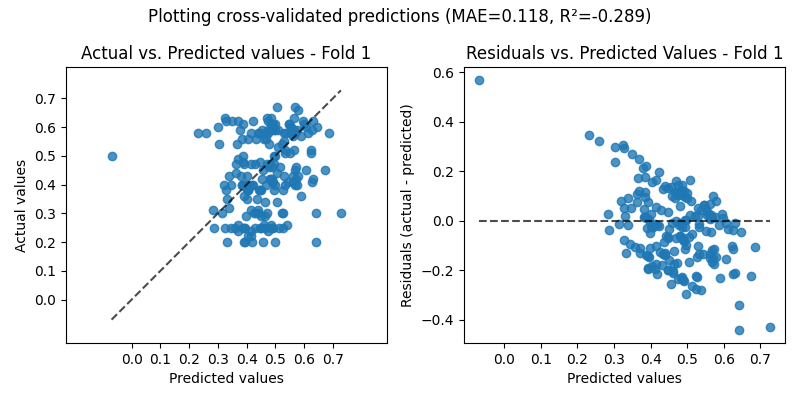 Plotting cross-validated predictions (MAE=0.118, R²=-0.289)
Actual vs. Predicted values - Fold 1
Actual values
0.7
0.6
0.5
0.4
0.3
0.2
0.1
0.0
0.0 0.1 0.2 0.3 0.4 0.5 0.6 0.7
Predicted values
Residuals vs. Predicted Values - Fold 1
Residuals (actual - predicted)
0.6
0.4
0.2
0.0
−0.2
−0.4
0.0 0.1 0.2 0.3 0.4 0.5 0.6 0.7
Predicted values